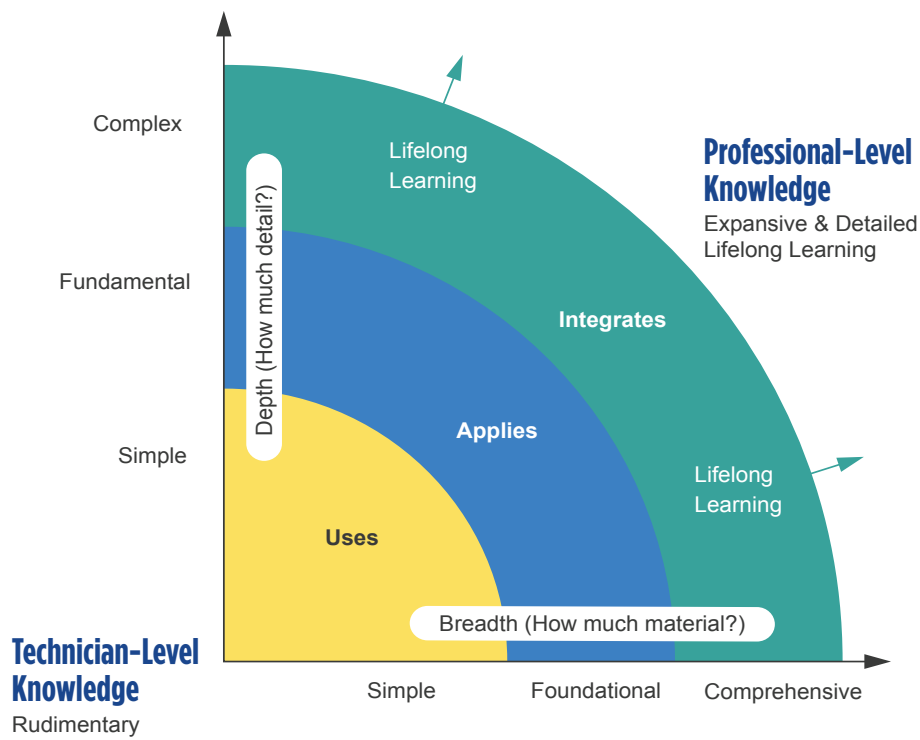 Complex
Lifelong
Learning
Professional-Level
Knowledge
Expansive & Detailed
Lifelong Learning
Fundamental
Depth (How much detail?)
Integrates
Applies
Simple
Lifelong
Learning
Uses
Breadth (How much material?)
Technician-Level
Knowledge
Rudimentary
Simple
Foundational
Comprehensive